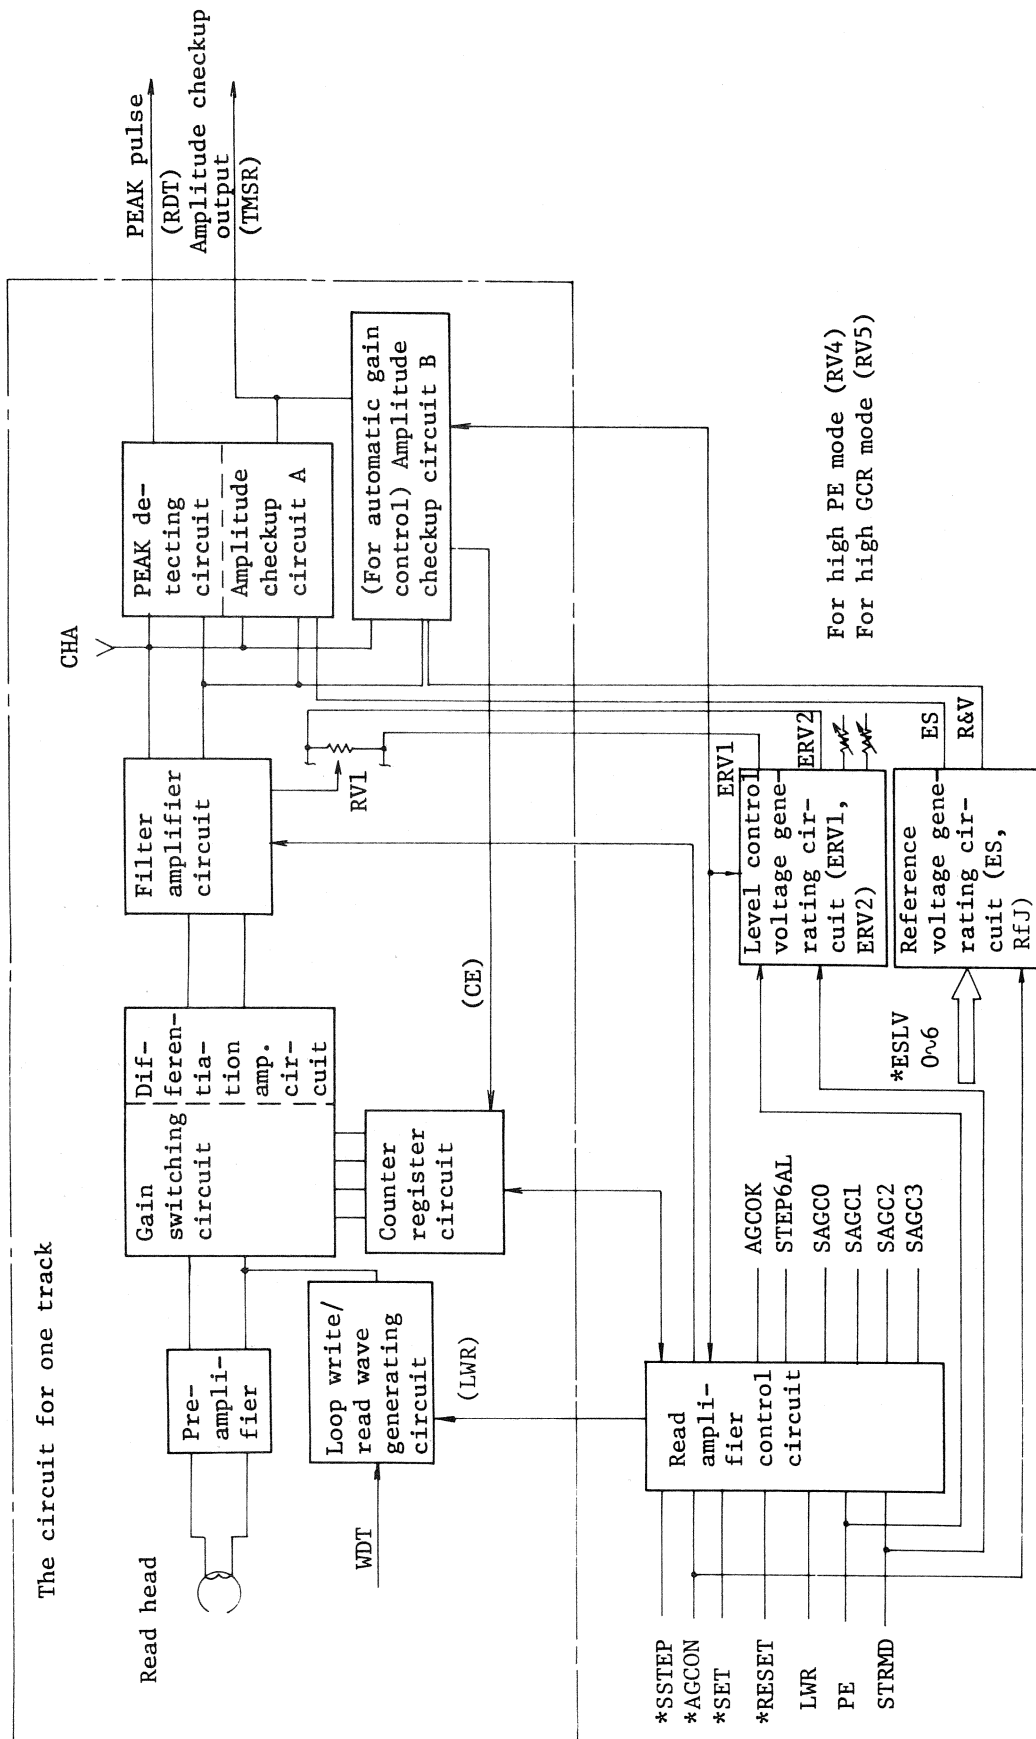 The circuit for one track
Read head
Pre-
ampli-
fier
Gain
switching
circuit
Dif-
feren-
tia-
tion
amp.
cir-
cuit
Filter
amplifier
circuit
CHA
PEAK de-
tecting
circuit
Amplitude
checkup
circuit A
PEAK pulse
(RDT)
Amplitude checkup
output
(TMSR)
WDT
Loop write/
read wave
generating
circuit
(LWR)
Counter
register
circuit
(CE)
RV1
(For automatic gain
control) Amplitude
checkup circuit B
*SSTEP
*AGCON
*SET
*RESET
LWR
PE
STRMD
Read
ampli-
fier
control
circuit
AGCOK
STEP6AL
SAGC0
SAGC1
SAGC2
SAGC3
*ESLV
0~6
Level control
voltage gene-
rating cir-
cuit (ERV1,
ERV2)
ERV1
ERV2
Reference
voltage gene-
rating cir-
cuit (ES,
RfJ)
ES
R&V
For high PE mode (RV4)
For high GCR mode (RV5)